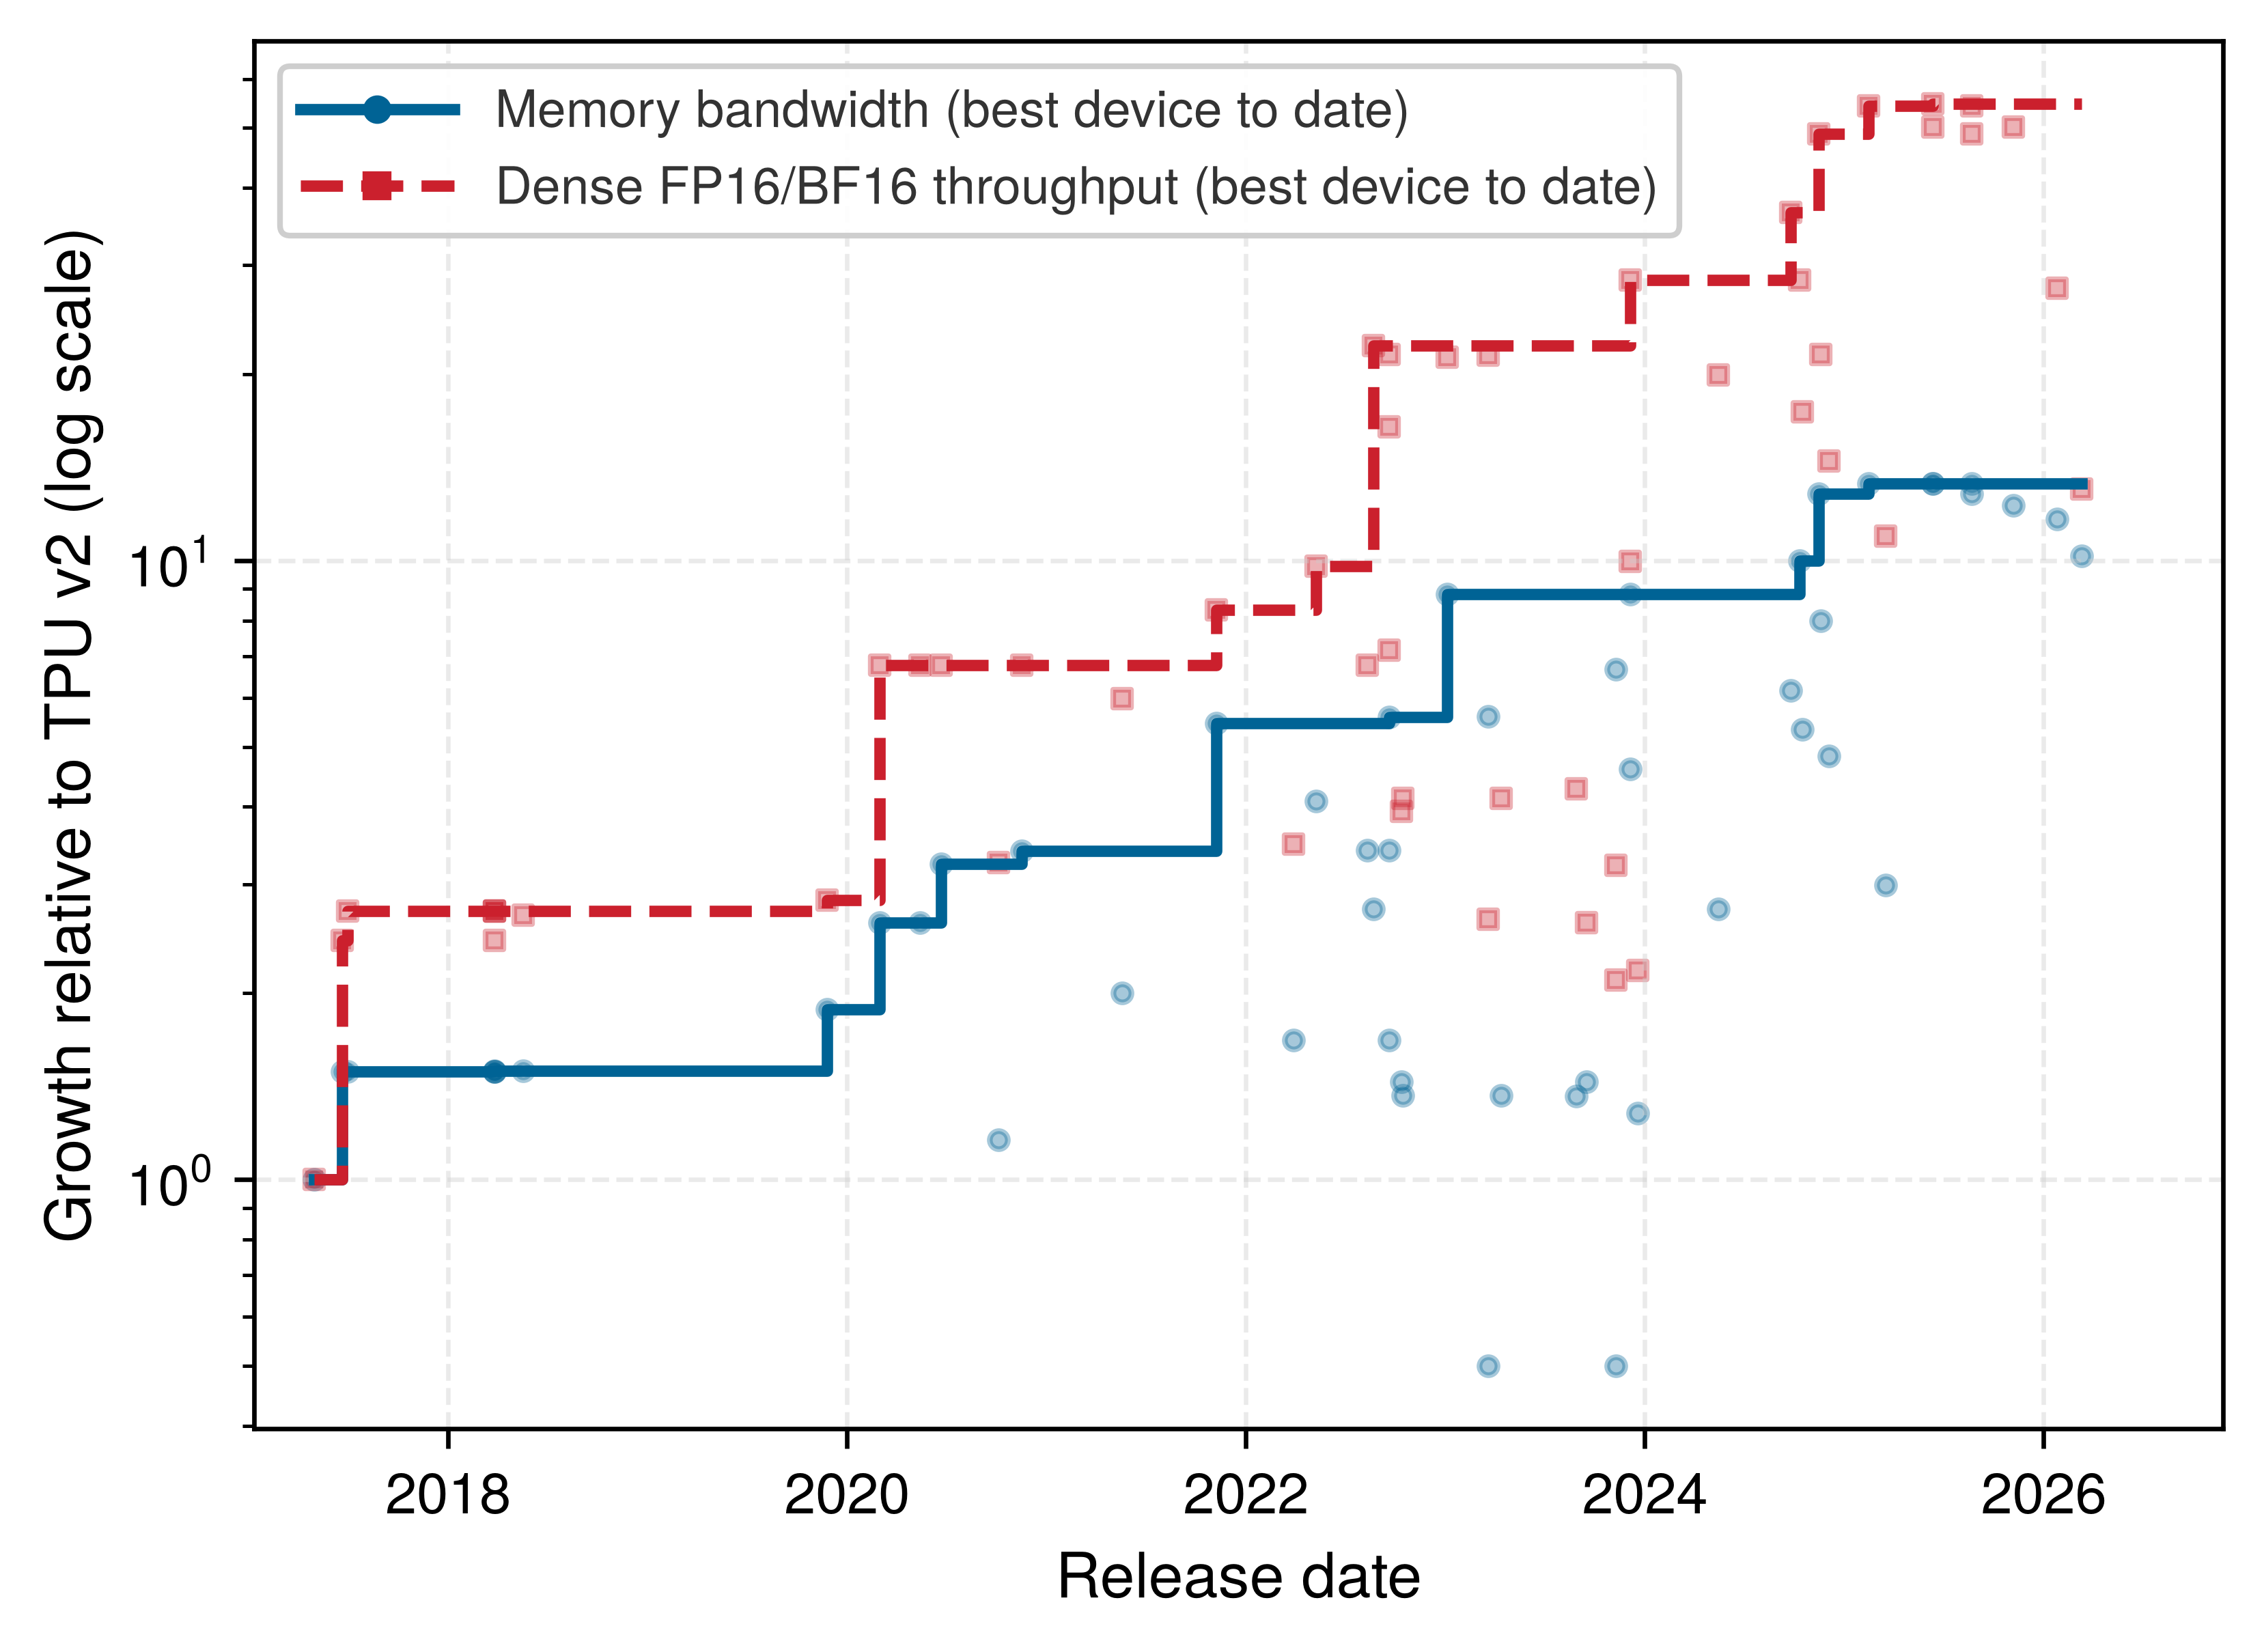 Memory bandwidth (best device to date)
Dense FP16/BF16 throughput (best device to date)
Growth relative to TPU v2 (log scale)
10¹
10⁰
2018
2020
2022
2024
2026
Release date